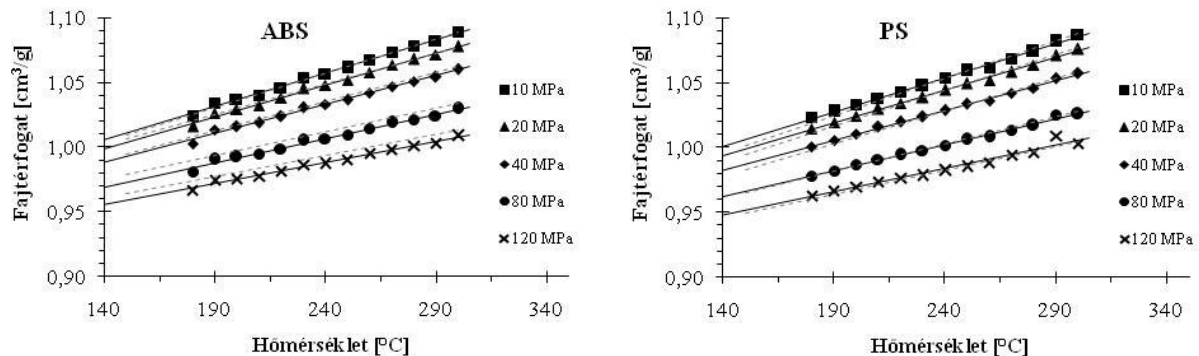 ABS
Fajtérfogat [cm³/g]
1,10
1,05
1,00
0,95
0,90
140
190
240
290
Hőmérséklet [°C]
10 MPa
20 MPa
40 MPa
80 MPa
120 MPa
PS
Fajtérfogat [cm³/g]
1,10
1,05
1,00
0,95
0,90
140
190
240
290
Hőmérséklet [°C]
10 MPa
20 MPa
40 MPa
80 MPa
120 MPa